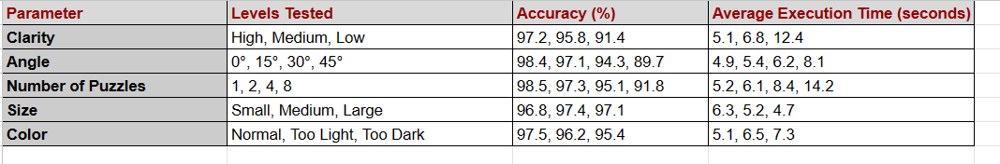 Parameter Levels Tested Accuracy (%) Average Execution Time (seconds)
Clarity High, Medium, Low 97.2, 95.8, 91.4 5.1, 6.8, 12.4
Angle 0°, 15°, 30°, 45° 98.4, 97.1, 94.3, 89.7 4.9, 5.4, 6.2, 8.1
Number of Puzzles 1, 2, 4, 8 98.5, 97.3, 95.1, 91.8 5.2, 6.1, 8.4, 14.2
Size Small, Medium, Large 96.8, 97.4, 97.1 6.3, 5.2, 4.7
Color Normal, Too Light, Too Dark 97.5, 96.2, 95.4 5.1, 6.5, 7.3